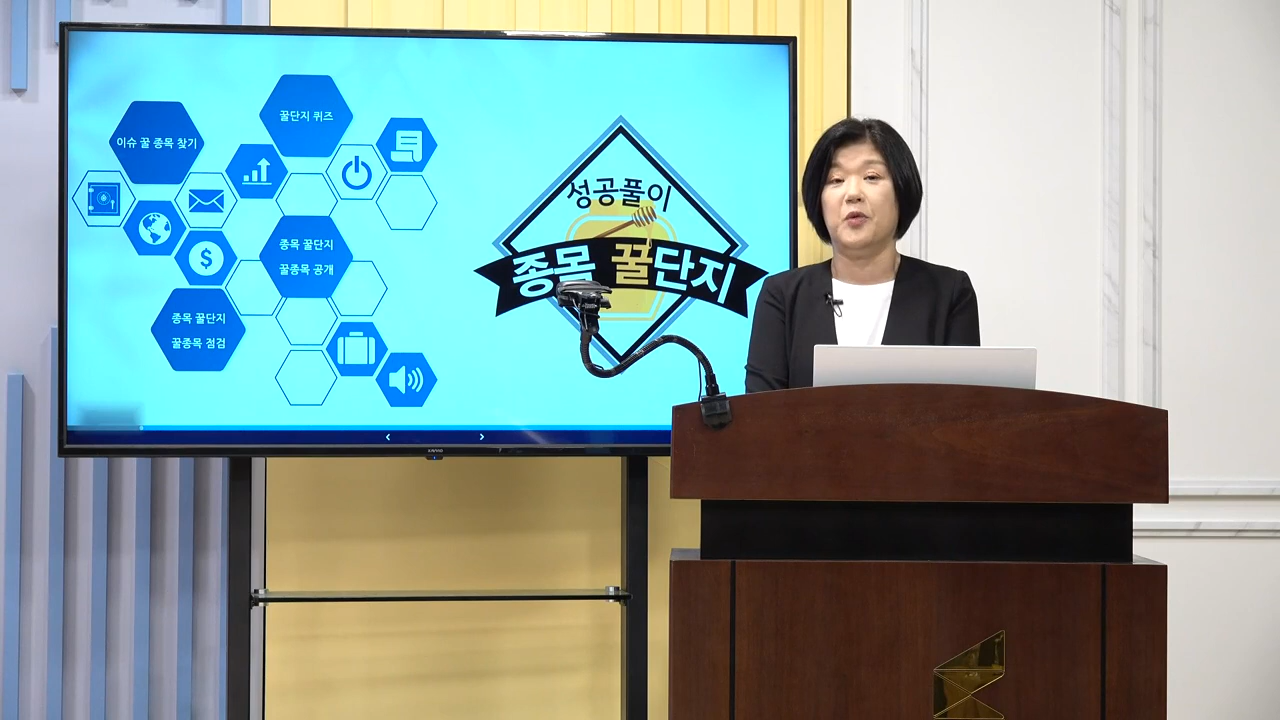 꿀단지 퀴즈
이슈 꿀 종목 찾기
종목 꿀단지
꿀종목 공개
종목 꿀단지
꿀종목 점검
성공풀이
종목 꿀단지